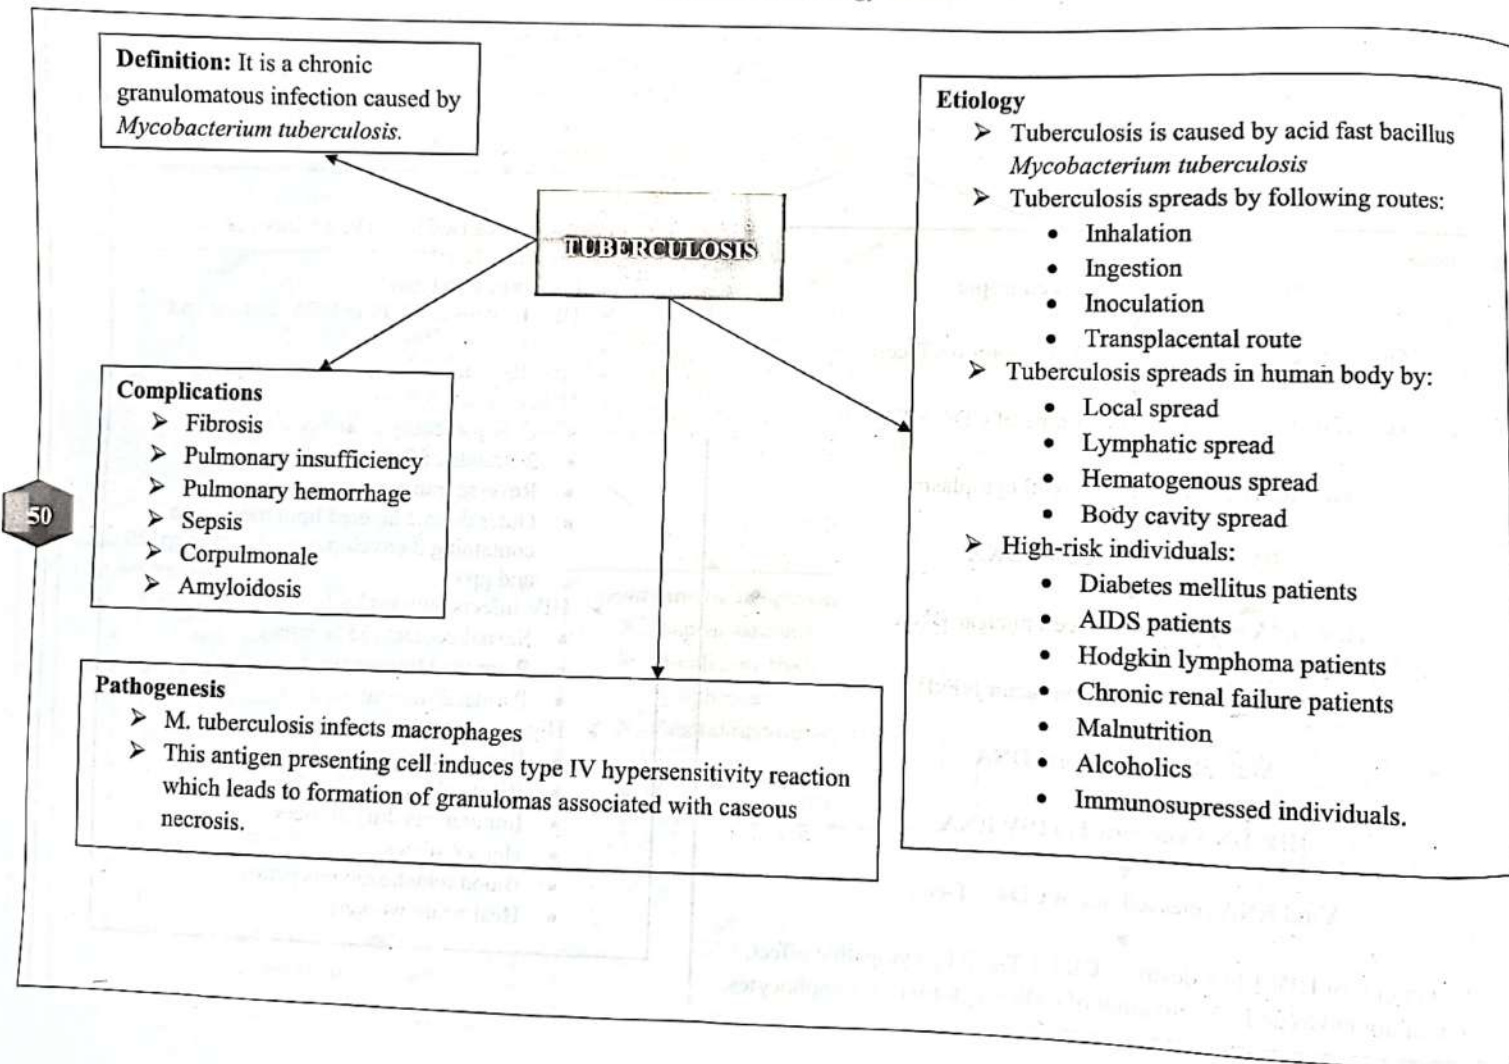 Definition: It is a chronic
granulomatous infection caused by
Mycobacterium tuberculosis.
TUBERCULOSIS
Complications
➢ Fibrosis
➢ Pulmonary insufficiency
➢ Pulmonary hemorrhage
➢ Sepsis
➢ Corpulmonale
➢ Amyloidosis
50
Pathogenesis
➢ M. tuberculosis infects macrophages
➢ This antigen presenting cell induces type IV hypersensitivity reaction
which leads to formation of granulomas associated with caseous
necrosis.
Etiology
➢ Tuberculosis is caused by acid fast bacillus
Mycobacterium tuberculosis
➢ Tuberculosis spreads by following routes:
• Inhalation
• Ingestion
• Inoculation
• Transplacental route
➢ Tuberculosis spreads in human body by:
• Local spread
• Lymphatic spread
• Hematogenous spread
• Body cavity spread
➢ High-risk individuals:
• Diabetes mellitus patients
• AIDS patients
• Hodgkin lymphoma patients
• Chronic renal failure patients
• Malnutrition
• Alcoholics
• Immunosupressed individuals.